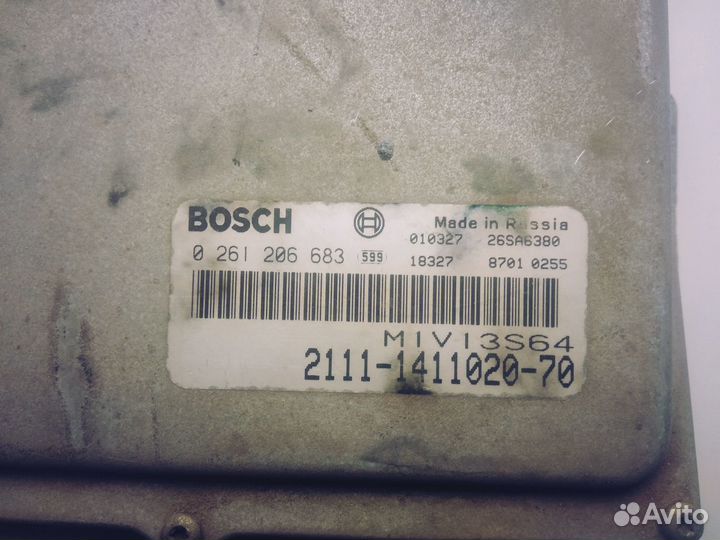 BOSCH Made in Russia
010327 26SA6380
0 261 206 683 599 18327 8701 0255
M1V13S64
2111-1411020-70
Avito